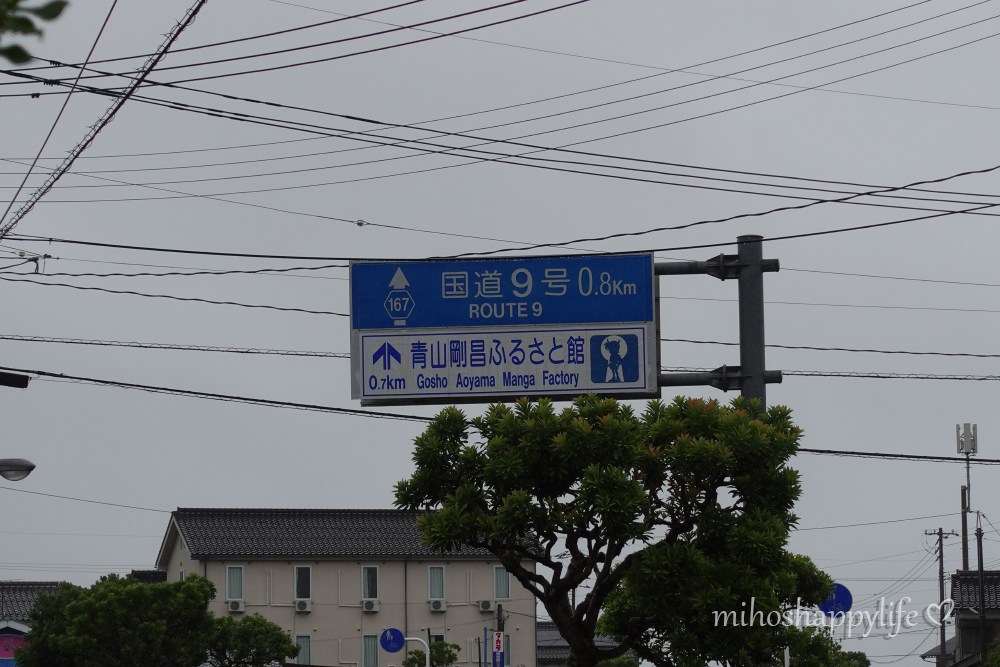 国道9号 0.8Km
167
ROUTE 9
青山剛昌ふるさと館
0.7km Gosho Aoyama Manga Factory
mihoshappylife